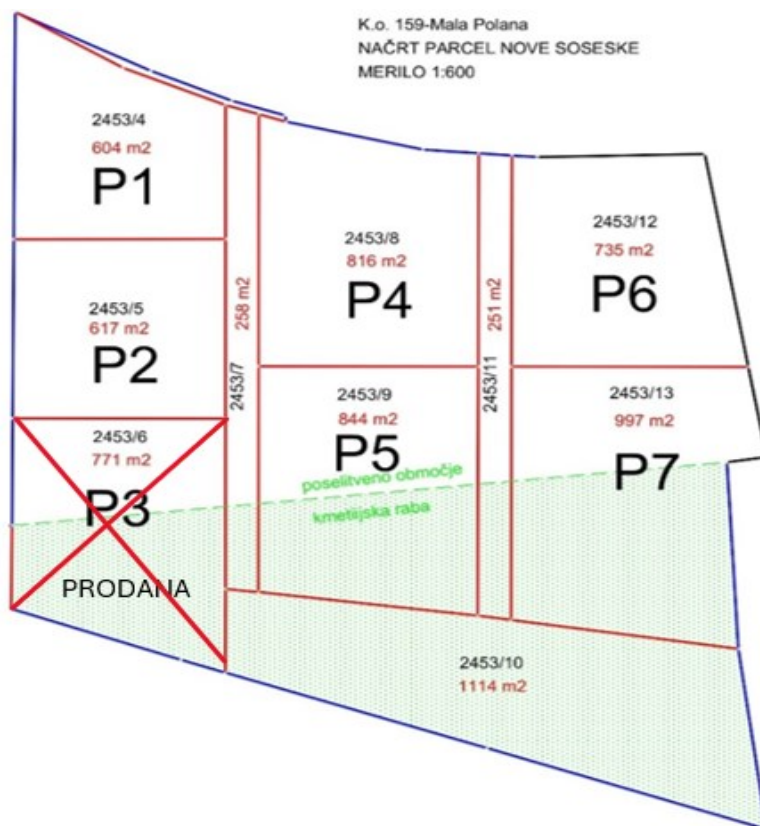 K.o. 159-Mala Polana
NAČRT PARCEL NOVE SOSESKE
MERILO 1:600
2453/4
604 m2
P1
2453/5
617 m2
P2
2453/6
771 m2
P3
PRODANA
258 m2
2453/7
2453/8
816 m2
P4
2453/9
844 m2
P5
251 m2
2453/11
2453/12
735 m2
P6
2453/13
997 m2
P7
poselitveno območje
kmetijska raba
2453/10
1114 m2